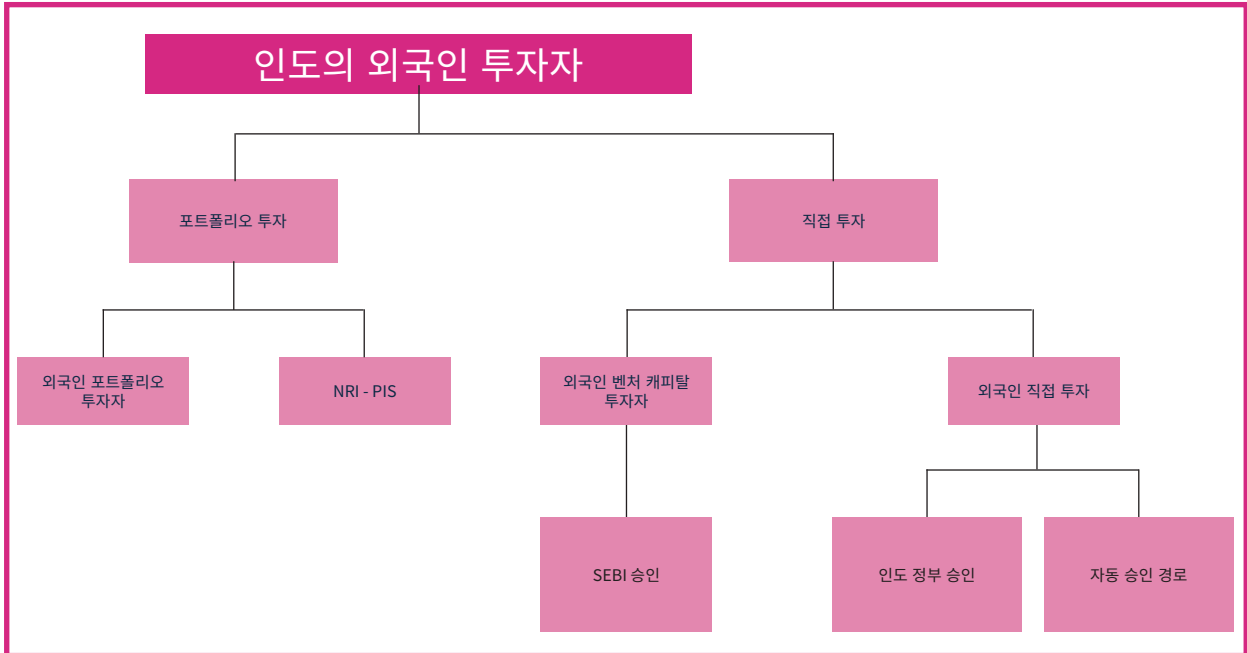 인도의 외국인 투자자
포트폴리오 투자
직접 투자
외국인 포트폴리오
투자자
NRI - PIS
외국인 벤처 캐피탈
투자자
외국인 직접 투자
SEBI 승인
인도 정부 승인
자동 승인 경로